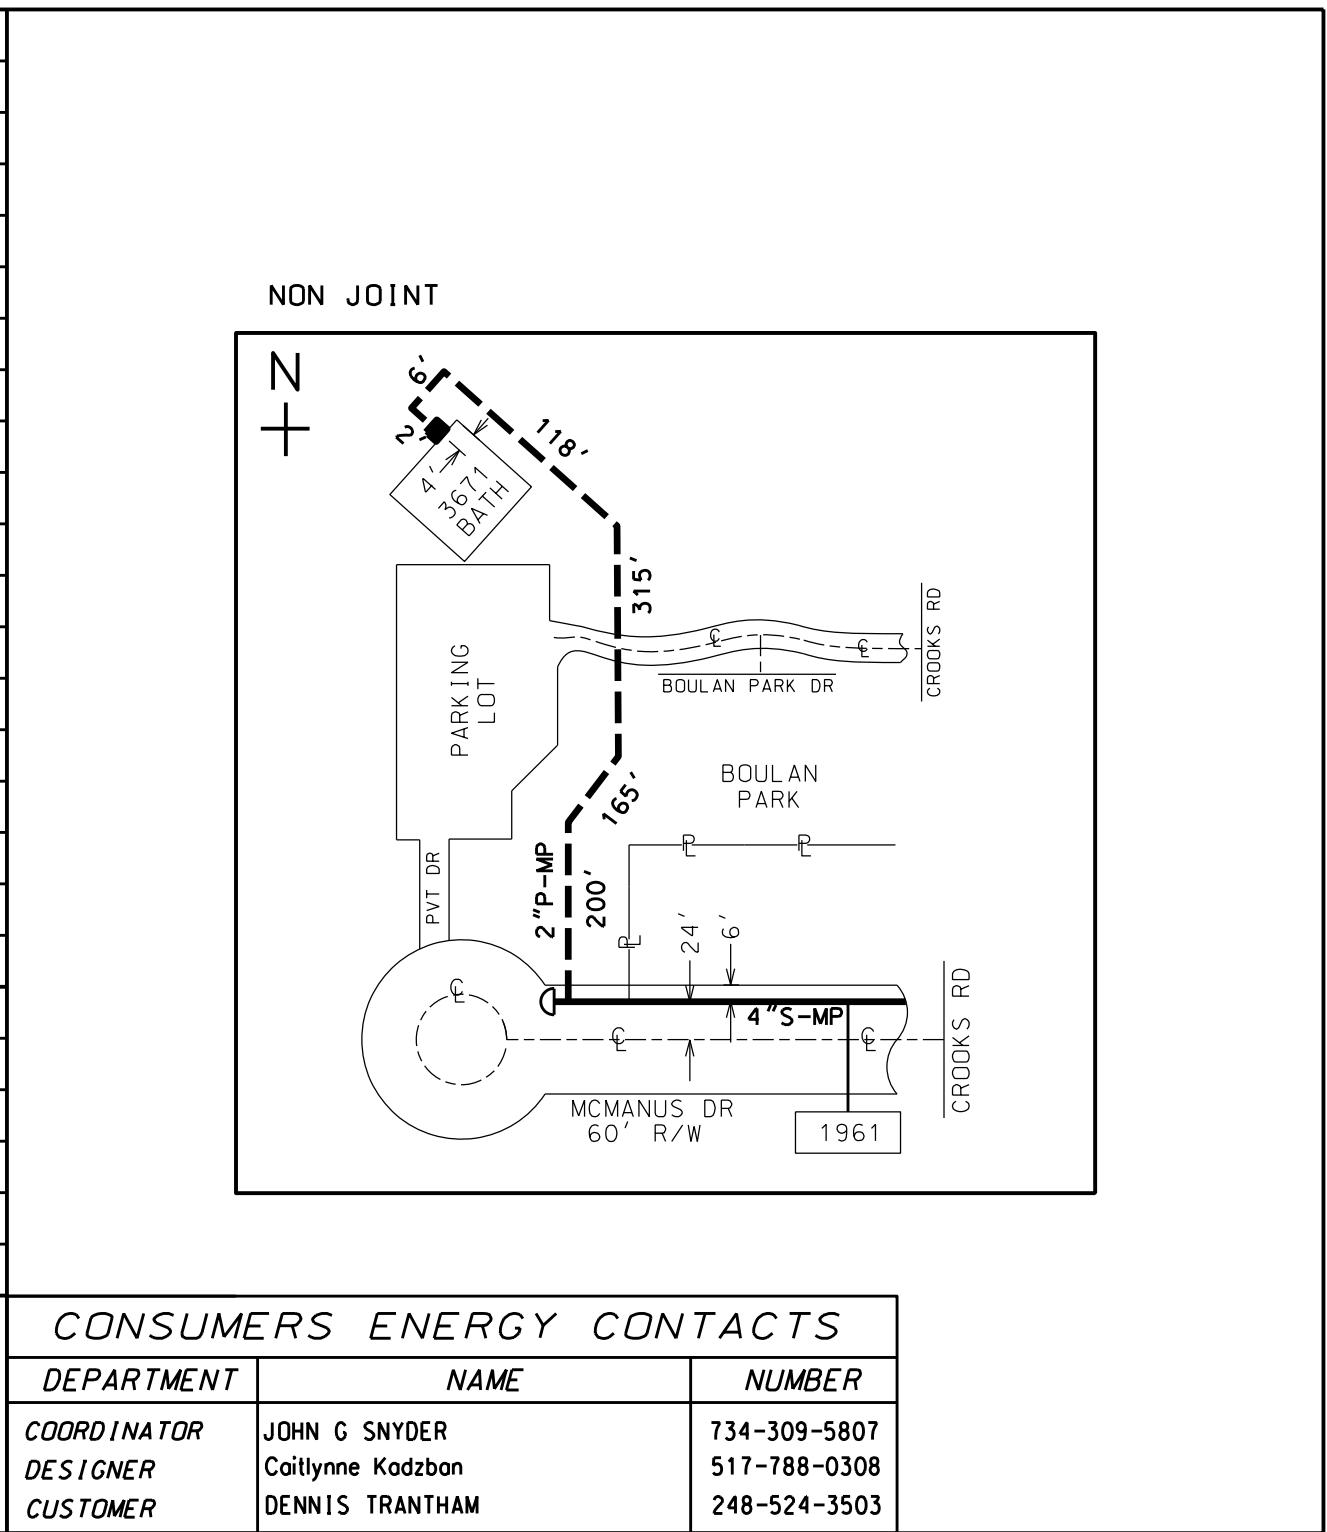 NON JOINT
N
6'
118'
2'
4'
3671
BATH
315'
CROOKS RD
℄
℄
BOULAN PARK DR
PARKING
LOT
BOULAN
PARK
165'
PVT DR
2"P-MP
200'
PL
PL
PL
24'
6'
℄
4"S-MP
℄
℄
CROOKS RD
MCMANUS DR
60' R/W
1961
CONSUMERS ENERGY CONTACTS
DEPARTMENT NAME NUMBER
COORDINATOR JOHN G SNYDER 734-309-5807
DESIGNER Caitlynne Kadzban 517-788-0308
CUSTOMER DENNIS TRANTHAM 248-524-3503